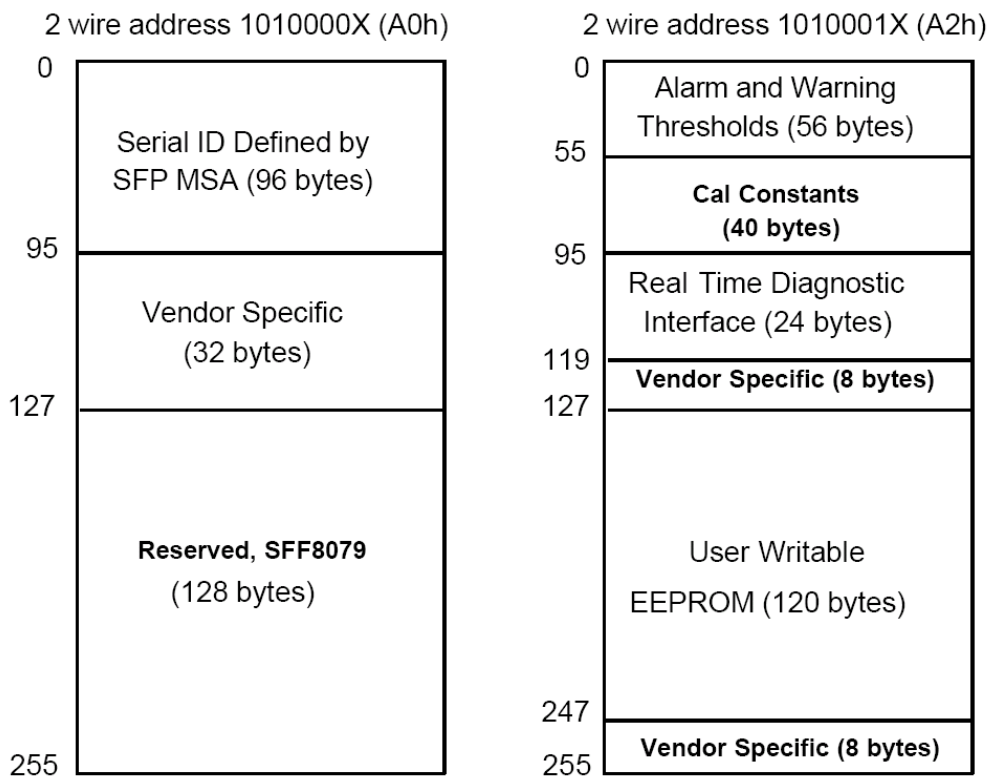 2 wire address 1010000X (A0h)
0
Serial ID Defined by
SFP MSA (96 bytes)
95
Vendor Specific
(32 bytes)
127
Reserved, SFF8079
(128 bytes)
255
2 wire address 1010001X (A2h)
0
Alarm and Warning
Thresholds (56 bytes)
55
Cal Constants
(40 bytes)
95
Real Time Diagnostic
Interface (24 bytes)
119
Vendor Specific (8 bytes)
127
User Writable
EEPROM (120 bytes)
247
Vendor Specific (8 bytes)
255